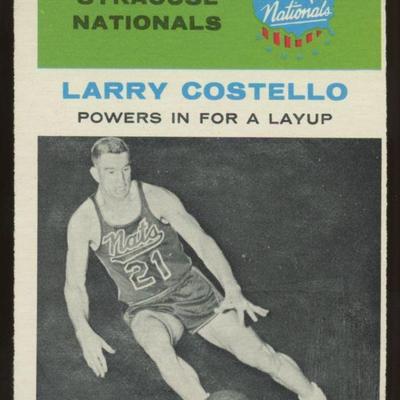 SYRACUSE
NATIONALS
Nationals
LARRY COSTELLO
POWERS IN FOR A LAYUP
Nats
21